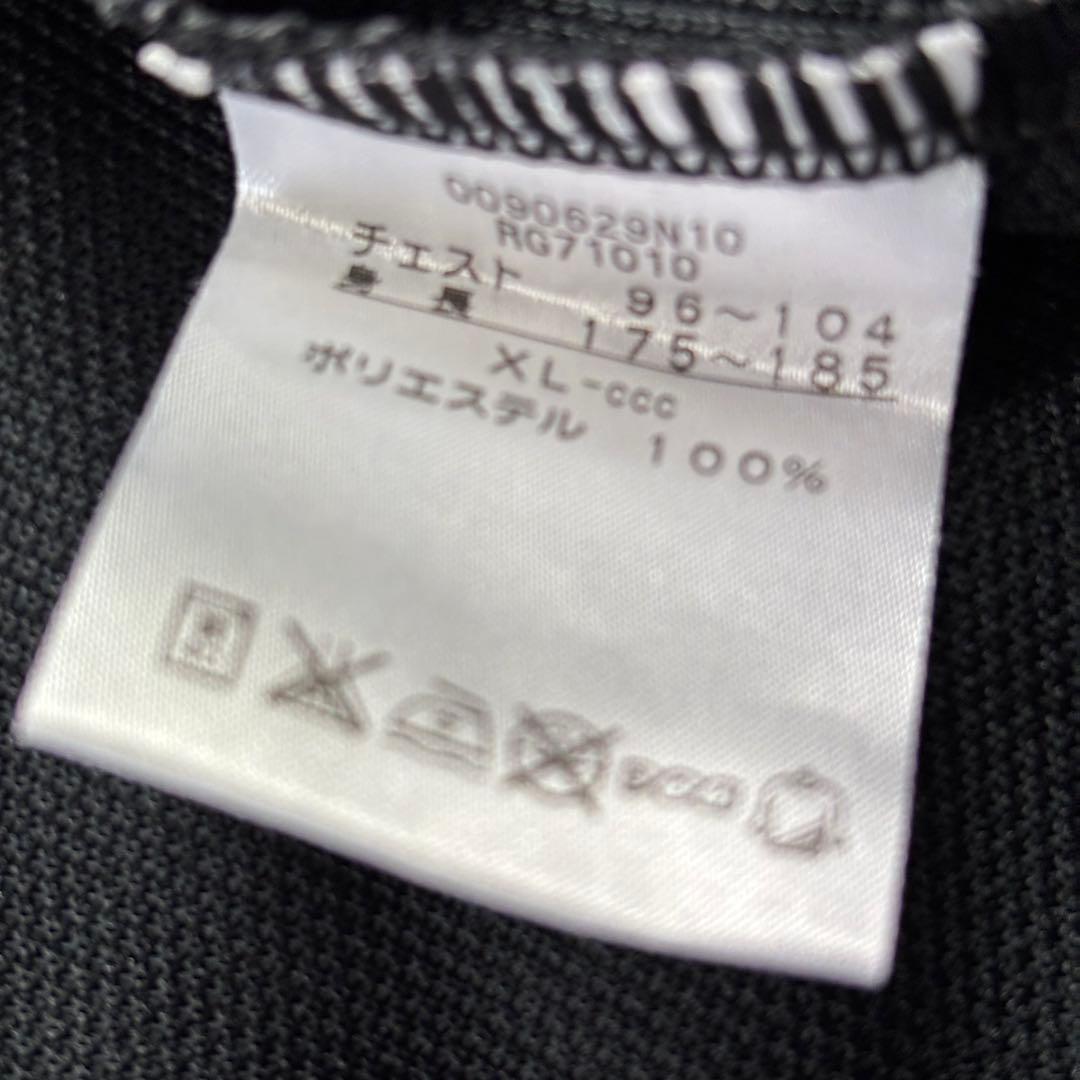 0090629N10
RG71010
チェスト 96～104
身長 175～185
XL-ccc
ポリエステル 100%